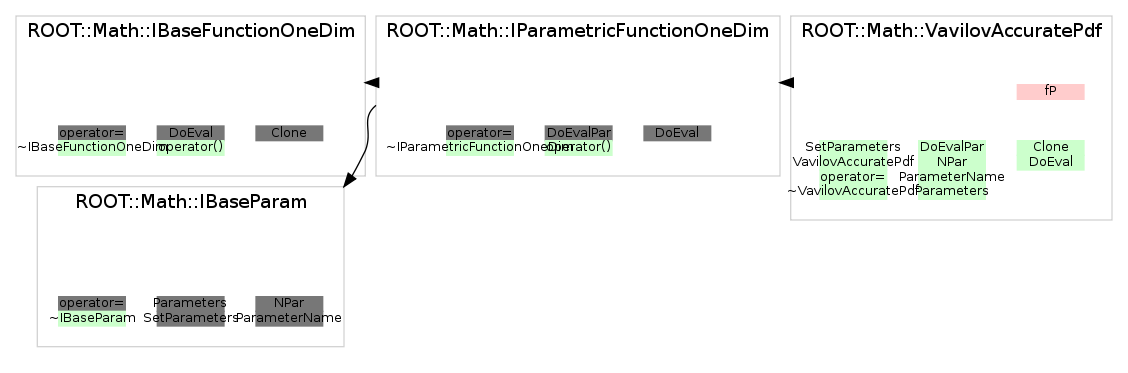 ROOT::Math::IBaseFunctionOneDim
operator=
~IBaseFunctionOneDim
DoEval
operator()
Clone
ROOT::Math::IParametricFunctionOneDim
operator=
~IParametricFunctionOneDim
DoEvalPar
operator()
DoEval
ROOT::Math::VavilovAccuratePdf
fP
SetParameters
VavilovAccuratePdf
operator=
~VavilovAccuratePdf
DoEvalPar
NPar
ParameterName
Parameters
Clone
DoEval
ROOT::Math::IBaseParam
operator=
~IBaseParam
Parameters
SetParameters
NPar
ParameterName